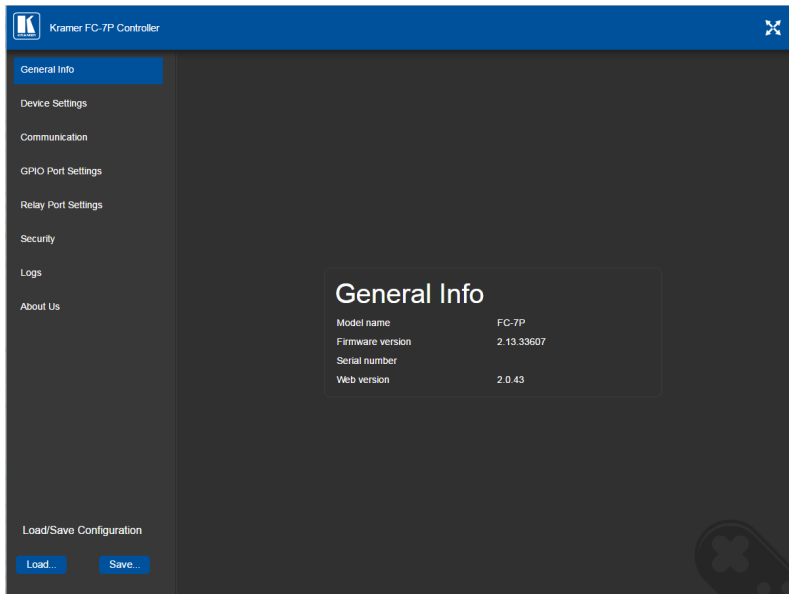 KRAMER
Kramer FC-7P Controller
General Info
Device Settings
Communication
GPIO Port Settings
Relay Port Settings
Security
Logs
About Us
General Info
Model name FC-7P
Firmware version 2.13.33607
Serial number
Web version 2.0.43
Load/Save Configuration
Load... Save...